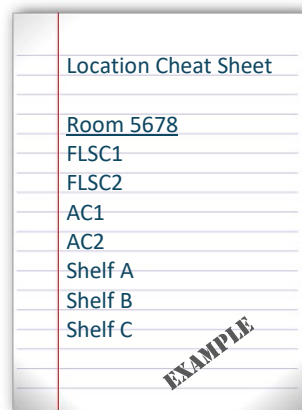 Location Cheat Sheet
Room 5678
FLSC1
FLSC2
AC1
AC2
Shelf A
Shelf B
Shelf C
EXAMPLE